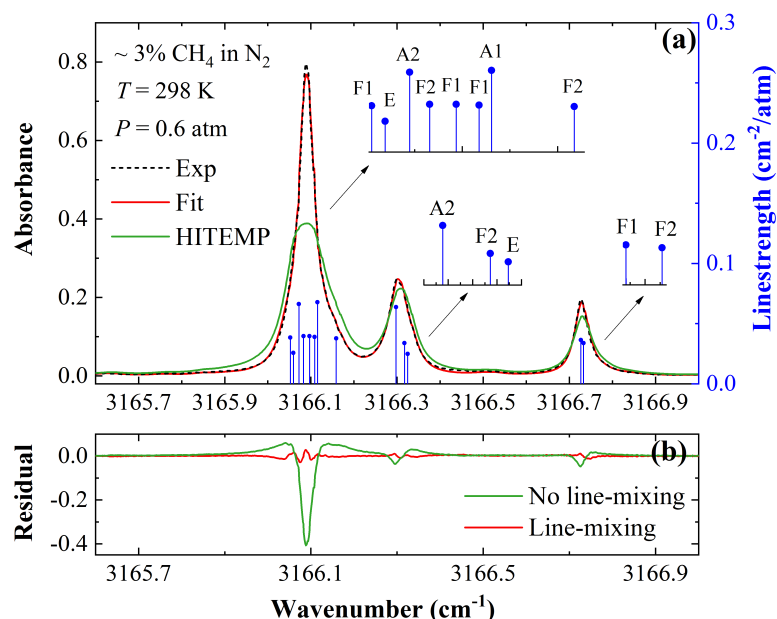 (a)
~ 3% CH4 in N2
T = 298 K
P = 0.6 atm
Exp
Fit
HITEMP
F1 E A2 F2 F1 F1 A1 F2
A2 F2 E
F1 F2
Absorbance
0.8
0.6
0.4
0.2
0.0
Linestrength (cm-2/atm)
0.3
0.2
0.1
0.0
3165.7 3165.9 3166.1 3166.3 3166.5 3166.7 3166.9
(b)
Residual
0.0
-0.2
-0.4
No line-mixing
Line-mixing
3165.7 3166.1 3166.5 3166.9
Wavenumber (cm-1)